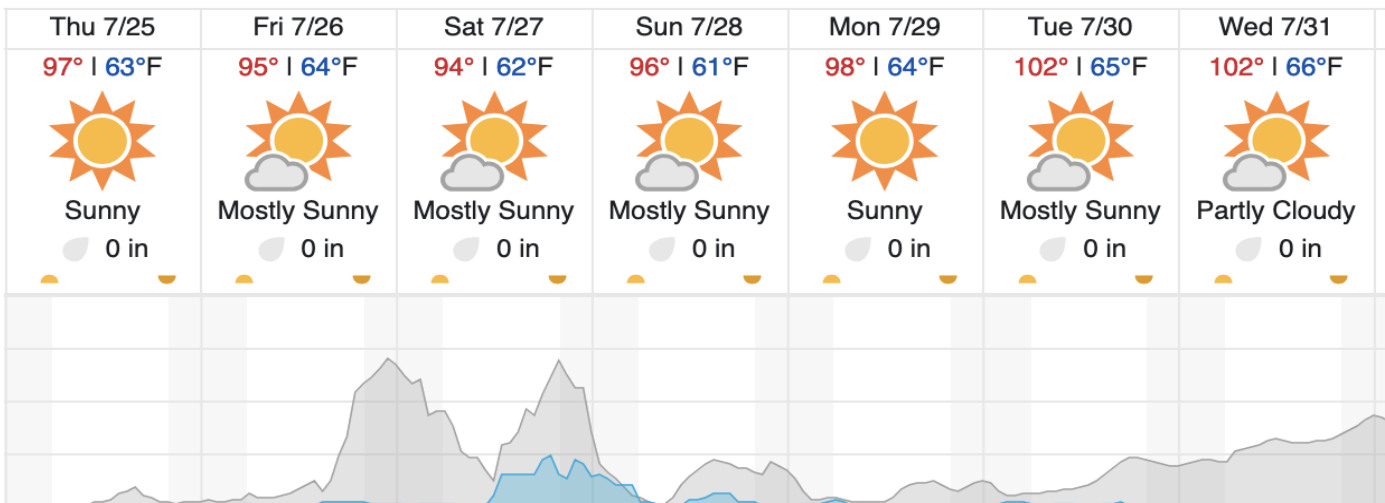 Thu 7/25 Fri 7/26 Sat 7/27 Sun 7/28 Mon 7/29 Tue 7/30 Wed 7/31
97° | 63°F 95° | 64°F 94° | 62°F 96° | 61°F 98° | 64°F 102° | 65°F 102° | 66°F
Sunny Mostly Sunny Mostly Sunny Mostly Sunny Sunny Mostly Sunny Partly Cloudy
0 in 0 in 0 in 0 in 0 in 0 in 0 in